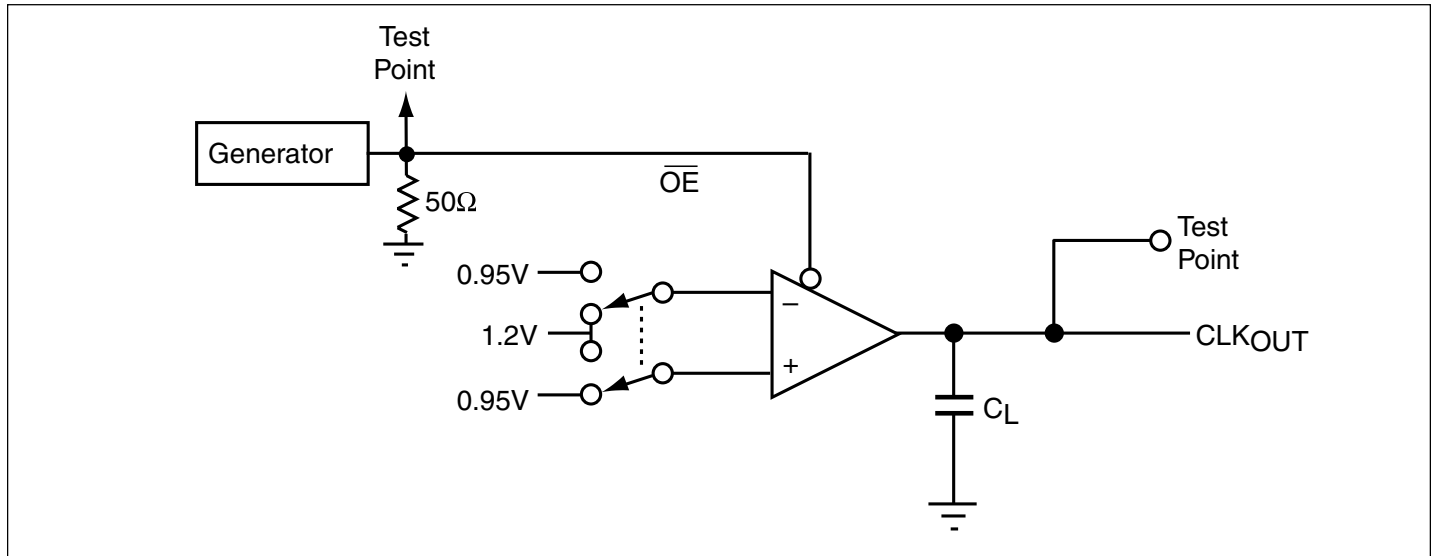 Test
Point
Generator
OE
50Ω
0.95V
1.2V
0.95V
–
+
Test
Point
CLKOUT
CL